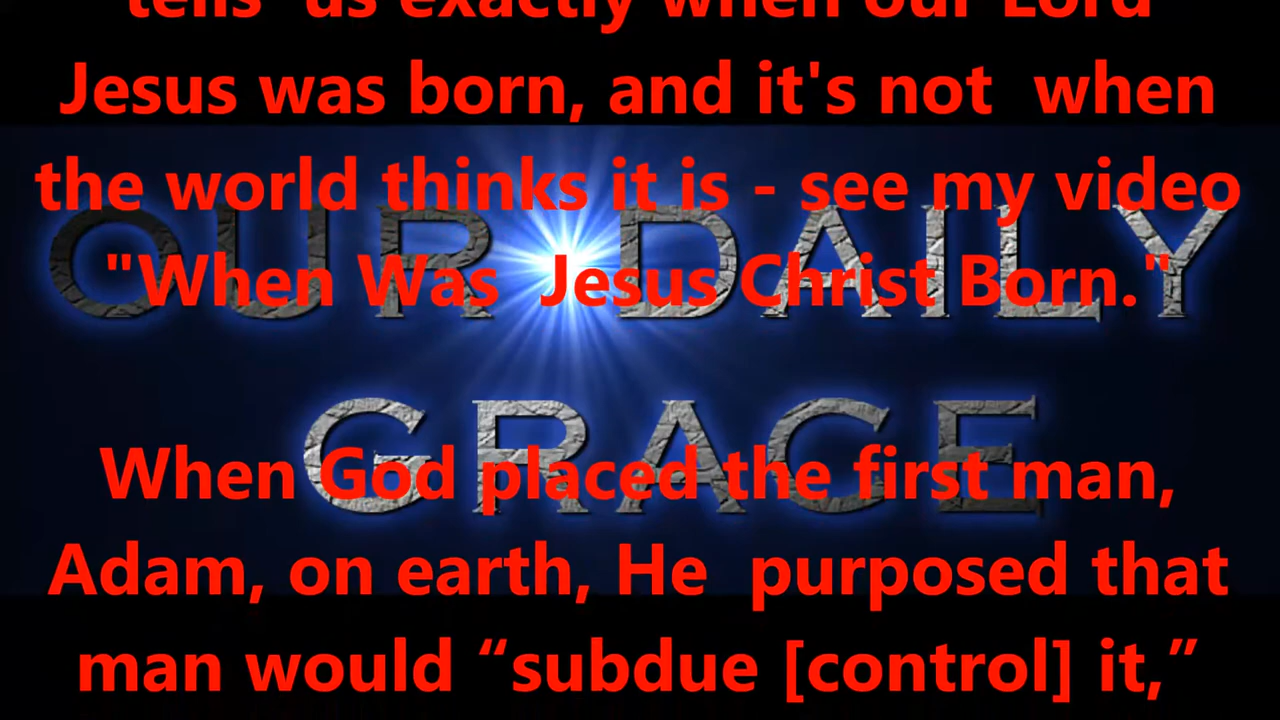 tells us exactly when our Lord
Jesus was born, and it's not when
the world thinks it is - see my video
OUR DAILY
"When Was Jesus Christ Born."
GRACE
When God placed the first man,
Adam, on earth, He purposed that
man would “subdue [control] it,”